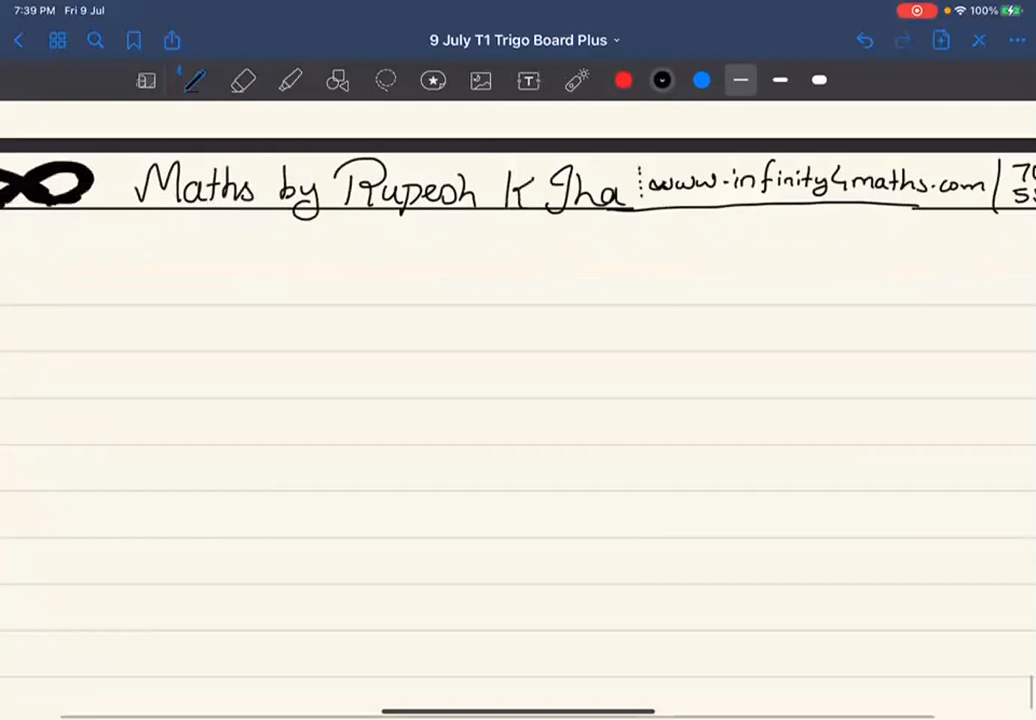 7:39 PM Fri 9 Jul 100%
9 July T1 Trigo Board Plus
T
∞ Maths by Rupesh K Jha www.infinity4maths.com